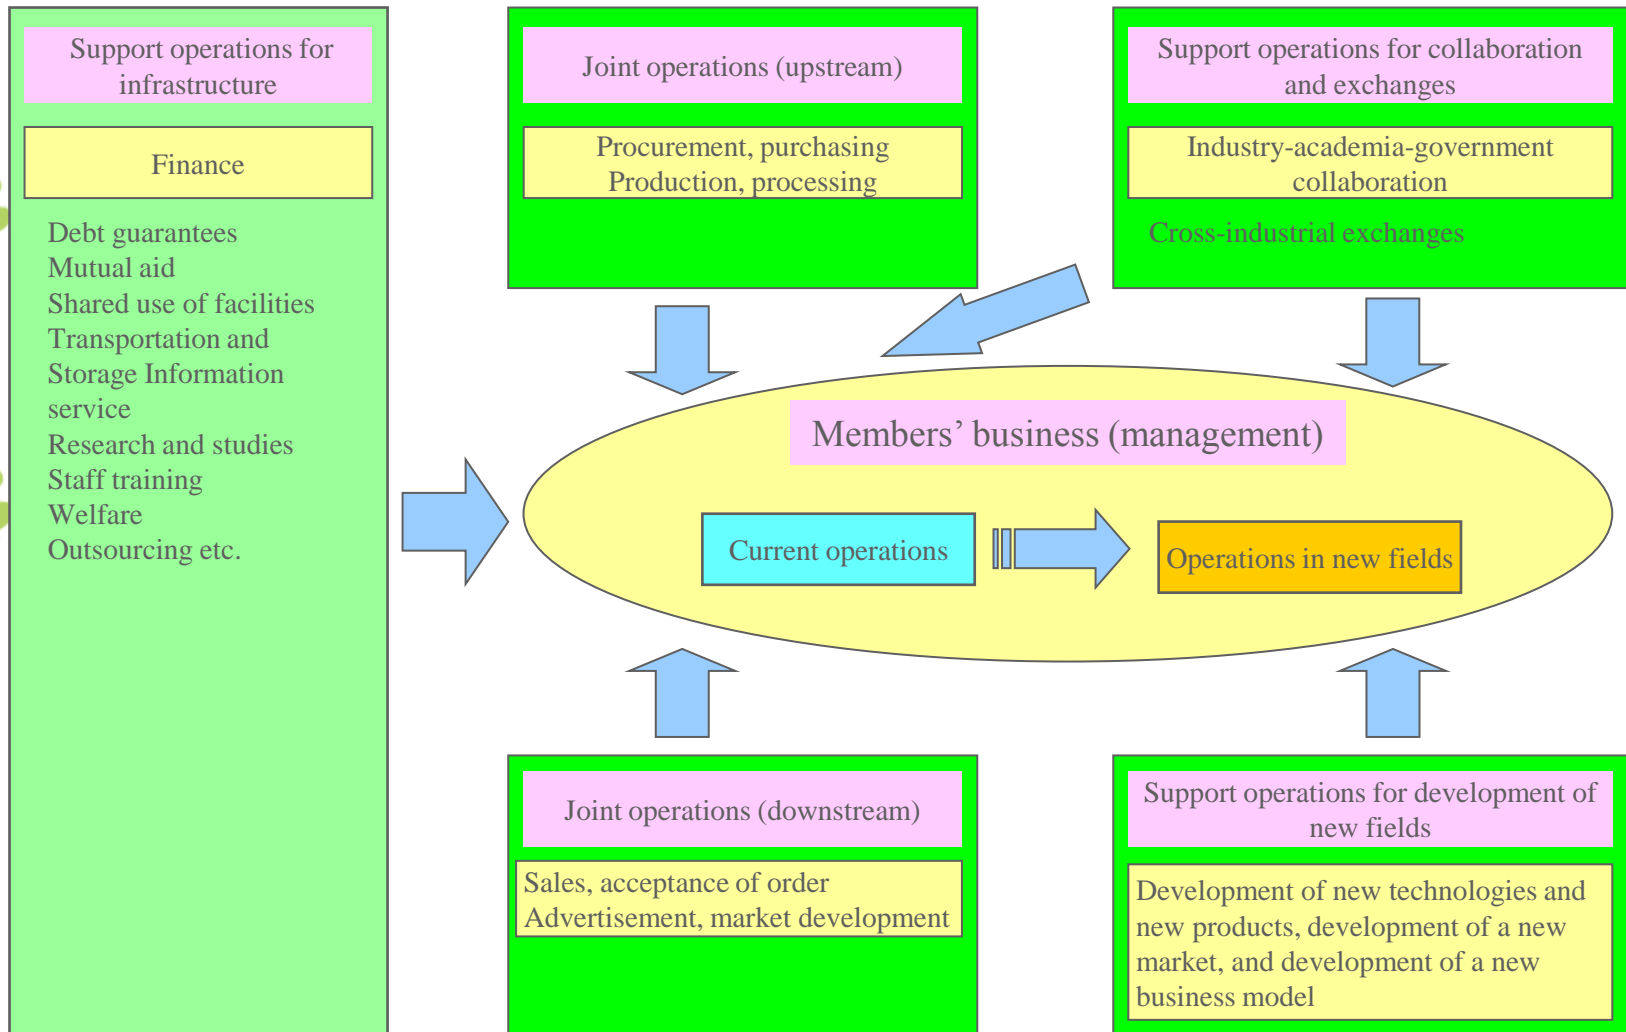 Support operations for
infrastructure
Finance
Debt guarantees
Mutual aid
Shared use of facilities
Transportation and
Storage Information
service
Research and studies
Staff training
Welfare
Outsourcing etc.
Joint operations (upstream)
Procurement, purchasing
Production, processing
Support operations for collaboration
and exchanges
Industry-academia-government
collaboration
Cross-industrial exchanges
Members’ business (management)
Current operations
Operations in new fields
Joint operations (downstream)
Sales, acceptance of order
Advertisement, market development
Support operations for development of
new fields
Development of new technologies and
new products, development of a new
market, and development of a new
business model